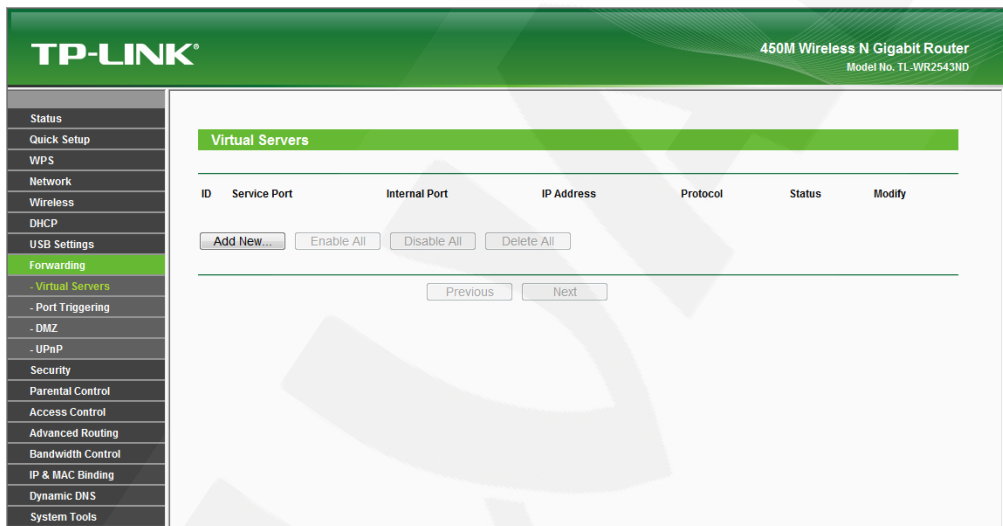 TP-LINK®
450M Wireless N Gigabit Router
Model No. TL-WR2543ND
Status
Quick Setup
WPS
Network
Wireless
DHCP
USB Settings
Forwarding
- Virtual Servers
- Port Triggering
- DMZ
- UPnP
Security
Parental Control
Access Control
Advanced Routing
Bandwidth Control
IP & MAC Binding
Dynamic DNS
System Tools
Virtual Servers
ID Service Port Internal Port IP Address Protocol Status Modify
Add New... Enable All Disable All Delete All
Previous Next